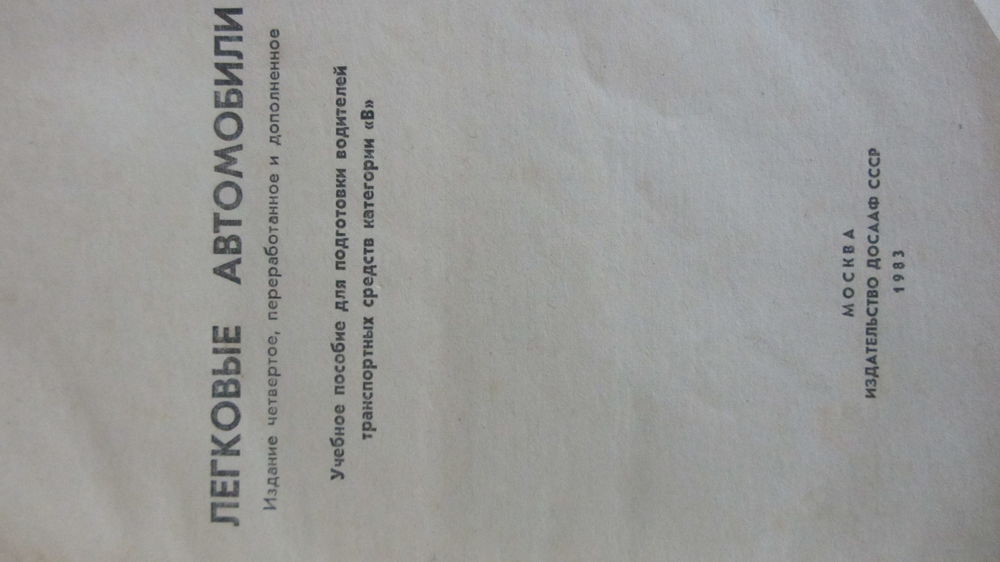 ЛЕГКОВЫЕ АВТОМОБИЛИ
Издание четвертое, переработанное и дополненное
Учебное пособие для подготовки водителей
транспортных средств категории «В»
МОСКВА
ИЗДАТЕЛЬСТВО ДОСААФ СССР
1983